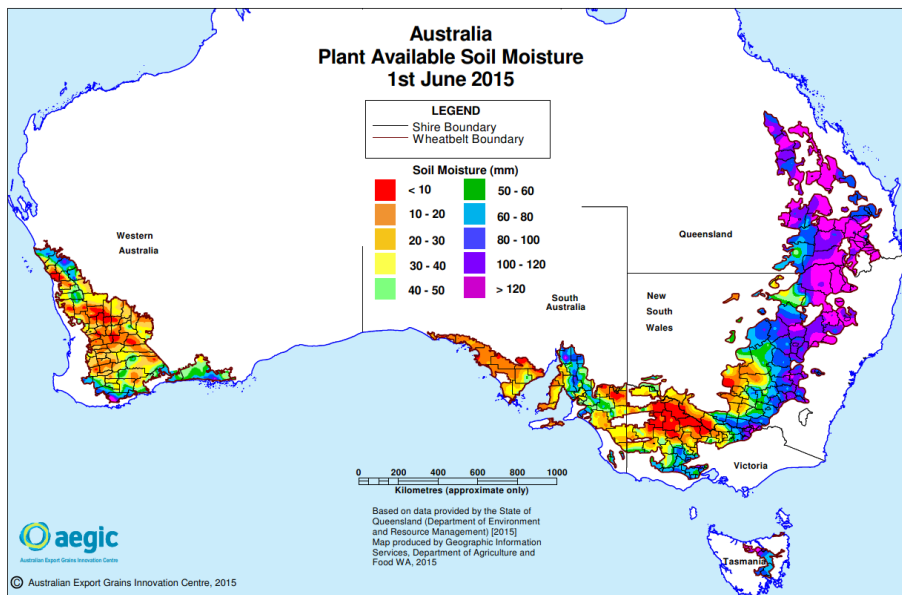 Australia
Plant Available Soil Moisture
1st June 2015
LEGEND
Shire Boundary
Wheatbelt Boundary
Soil Moisture (mm)
< 10
50 - 60
10 - 20
60 - 80
20 - 30
80 - 100
30 - 40
100 - 120
40 - 50
> 120
Western
Australia
Queensland
South
Australia
New
South
Wales
Victoria
Tasmania
0 200 400 600 800 1000
Kilometres (approximate only)
Based on data provided by the State of
Queensland (Department of Environment
and Resource Management) [2015]
Map produced by Geographic Information
Services, Department of Agriculture and
Food WA, 2015
aegic
Australian Export Grains Innovation Centre
© Australian Export Grains Innovation Centre, 2015